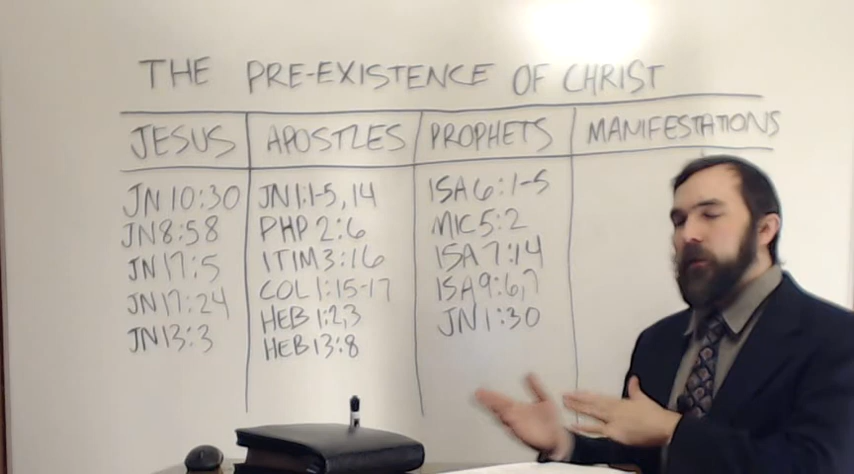 THE PRE-EXISTENCE OF CHRIST
JESUS
JN 10:30
JN 8:58
JN 17:5
JN 17:24
JN 13:3
APOSTLES
JN 1:1-5, 14
PHP 2:6
1TIM 3:16
COL 1:15-17
HEB 1:2,3
HEB 13:8
PROPHETS
ISA 6:1-5
MIC 5:2
ISA 7:14
ISA 9:6,7
JN 1:30
MANIFESTATIONS